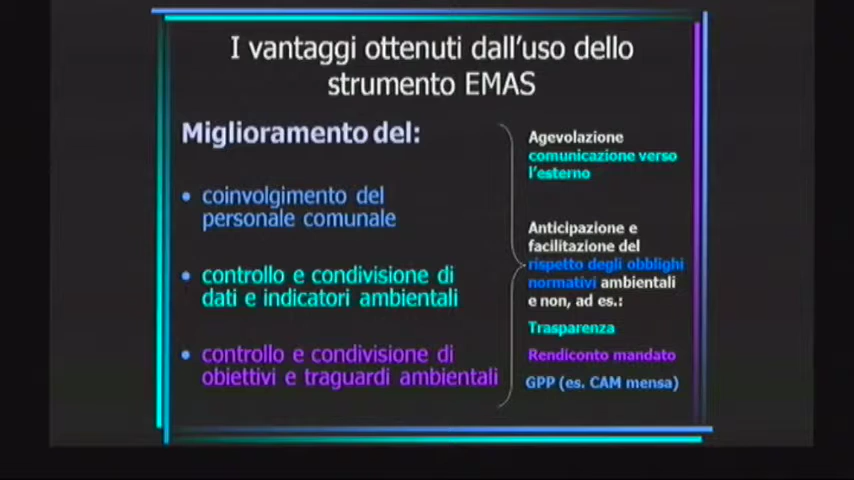 I vantaggi ottenuti dall'uso dello
strumento EMAS
Miglioramento del:
• coinvolgimento del
personale comunale
• controllo e condivisione di
dati e indicatori ambientali
• controllo e condivisione di
obiettivi e traguardi ambientali
Agevolazione
comunicazione verso
l'esterno
Anticipazione e
facilitazione del
rispetto degli obblighi
normativi ambientali
e non, ad es.:
Trasparenza
Rendiconto mandato
GPP (es. CAM mensa)